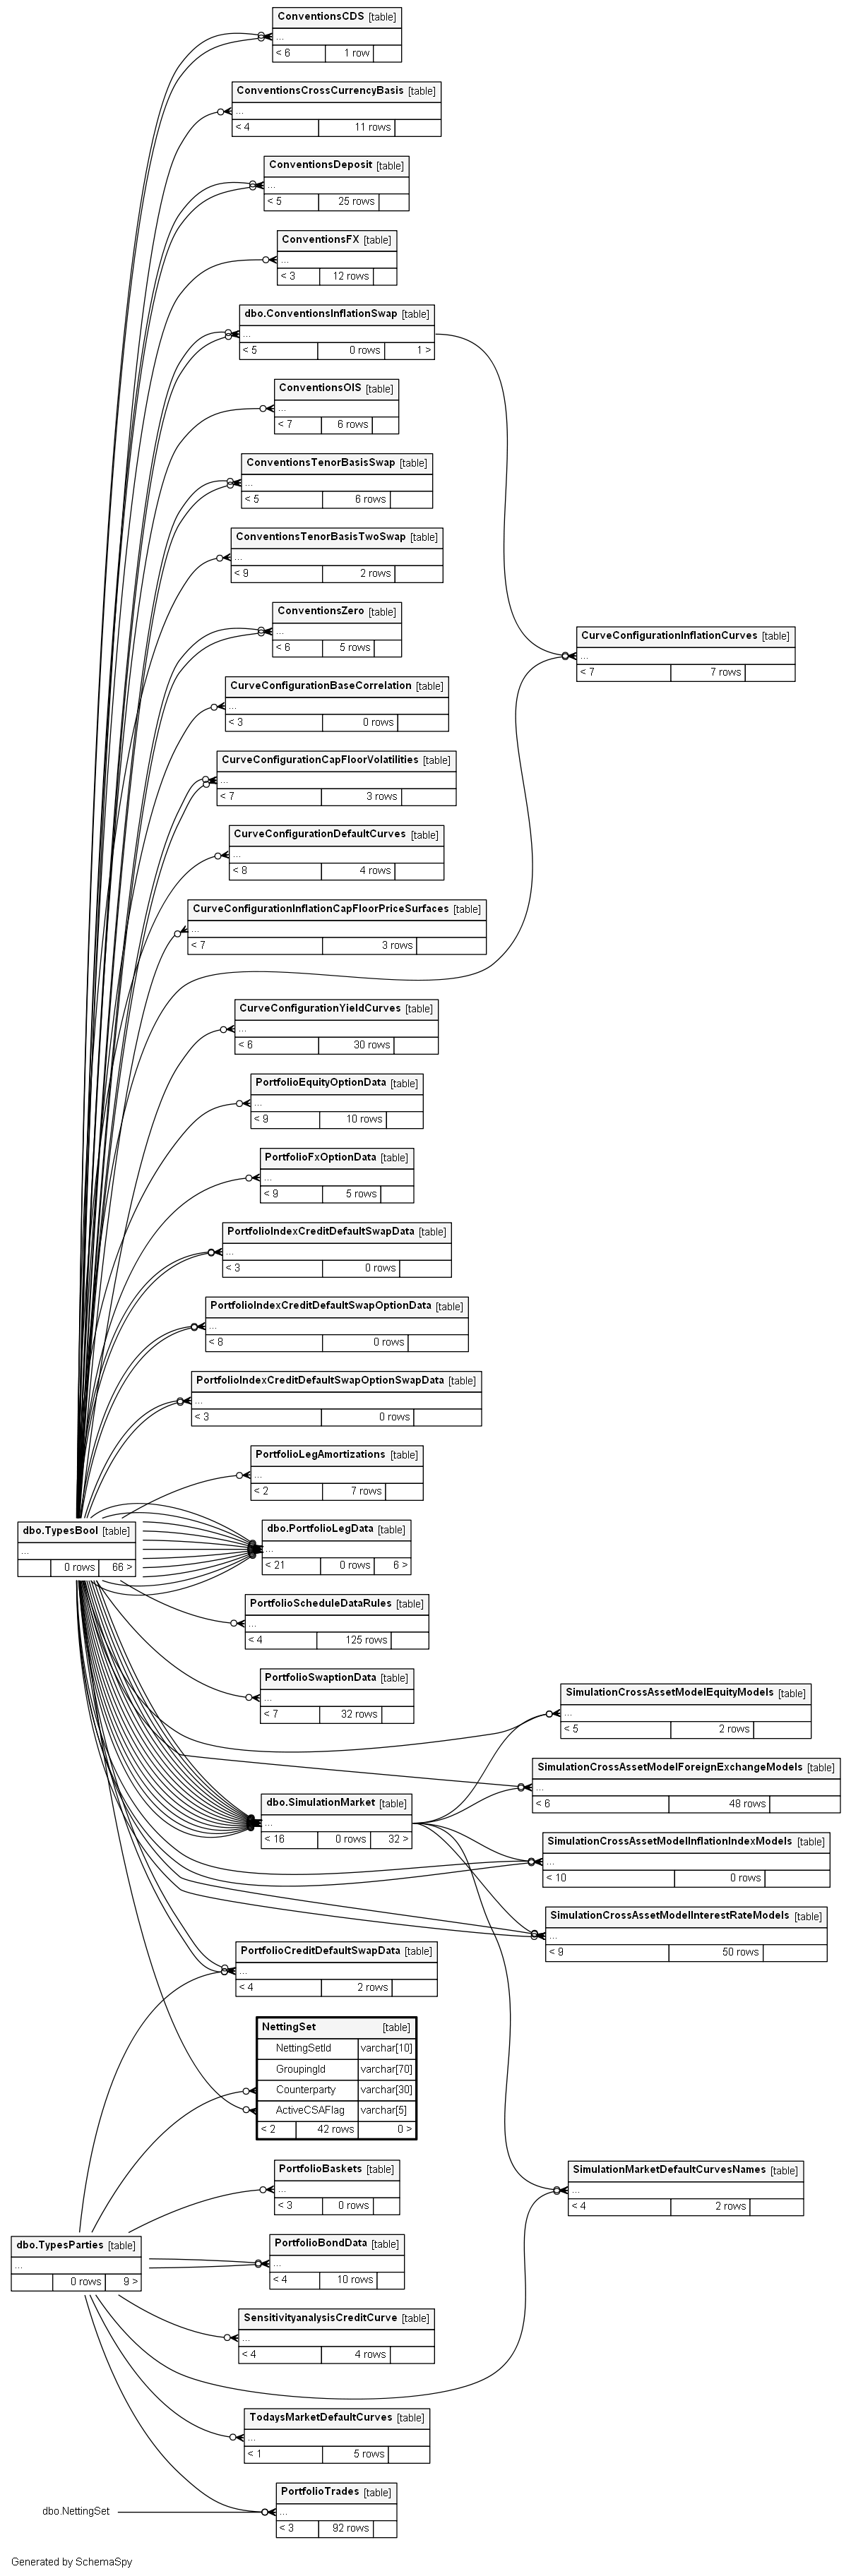 ConventionsCDS [table]
...
< 6 1 row
ConventionsCrossCurrencyBasis [table]
...
< 4 11 rows
ConventionsDeposit [table]
...
< 5 25 rows
ConventionsFX [table]
...
< 3 12 rows
dbo.ConventionsInflationSwap [table]
...
< 5 0 rows 1 >
ConventionsOIS [table]
...
< 7 6 rows
ConventionsTenorBasisSwap [table]
...
< 5 6 rows
ConventionsTenorBasisTwoSwap [table]
...
< 9 2 rows
ConventionsZero [table]
...
< 6 5 rows
CurveConfigurationInflationCurves [table]
...
< 7 7 rows
CurveConfigurationBaseCorrelation [table]
...
< 3 0 rows
CurveConfigurationCapFloorVolatilities [table]
...
< 7 3 rows
CurveConfigurationDefaultCurves [table]
...
< 8 4 rows
CurveConfigurationInflationCapFloorPriceSurfaces [table]
...
< 7 3 rows
CurveConfigurationYieldCurves [table]
...
< 6 30 rows
PortfolioEquityOptionData [table]
...
< 9 10 rows
PortfolioFxOptionData [table]
...
< 9 5 rows
PortfolioIndexCreditDefaultSwapData [table]
...
< 3 0 rows
PortfolioIndexCreditDefaultSwapOptionData [table]
...
< 8 0 rows
PortfolioIndexCreditDefaultSwapOptionSwapData [table]
...
< 3 0 rows
PortfolioLegAmortizations [table]
...
< 2 7 rows
dbo.TypesBool [table]
...
0 rows 66 >
dbo.PortfolioLegData [table]
...
< 21 0 rows 6 >
PortfolioScheduleDataRules [table]
...
< 4 125 rows
PortfolioSwaptionData [table]
...
< 7 32 rows
SimulationCrossAssetModelEquityModels [table]
...
< 5 2 rows
SimulationCrossAssetModelForeignExchangeModels [table]
...
< 6 48 rows
dbo.SimulationMarket [table]
...
< 16 0 rows 32 >
SimulationCrossAssetModelInflationIndexModels [table]
...
< 10 0 rows
SimulationCrossAssetModelInterestRateModels [table]
...
< 9 50 rows
PortfolioCreditDefaultSwapData [table]
...
< 4 2 rows
NettingSet [table]
NettingSetId varchar[10]
GroupingId varchar[70]
Counterparty varchar[30]
ActiveCSAFlag varchar[5]
< 2 42 rows 0 >
PortfolioBaskets [table]
...
< 3 0 rows
SimulationMarketDefaultCurvesNames [table]
...
< 4 2 rows
dbo.TypesParties [table]
...
0 rows 9 >
PortfolioBondData [table]
...
< 4 10 rows
SensitivityanalysisCreditCurve [table]
...
< 4 4 rows
TodaysMarketDefaultCurves [table]
...
< 1 5 rows
PortfolioTrades [table]
...
< 3 92 rows
dbo.NettingSet
Generated by SchemaSpy